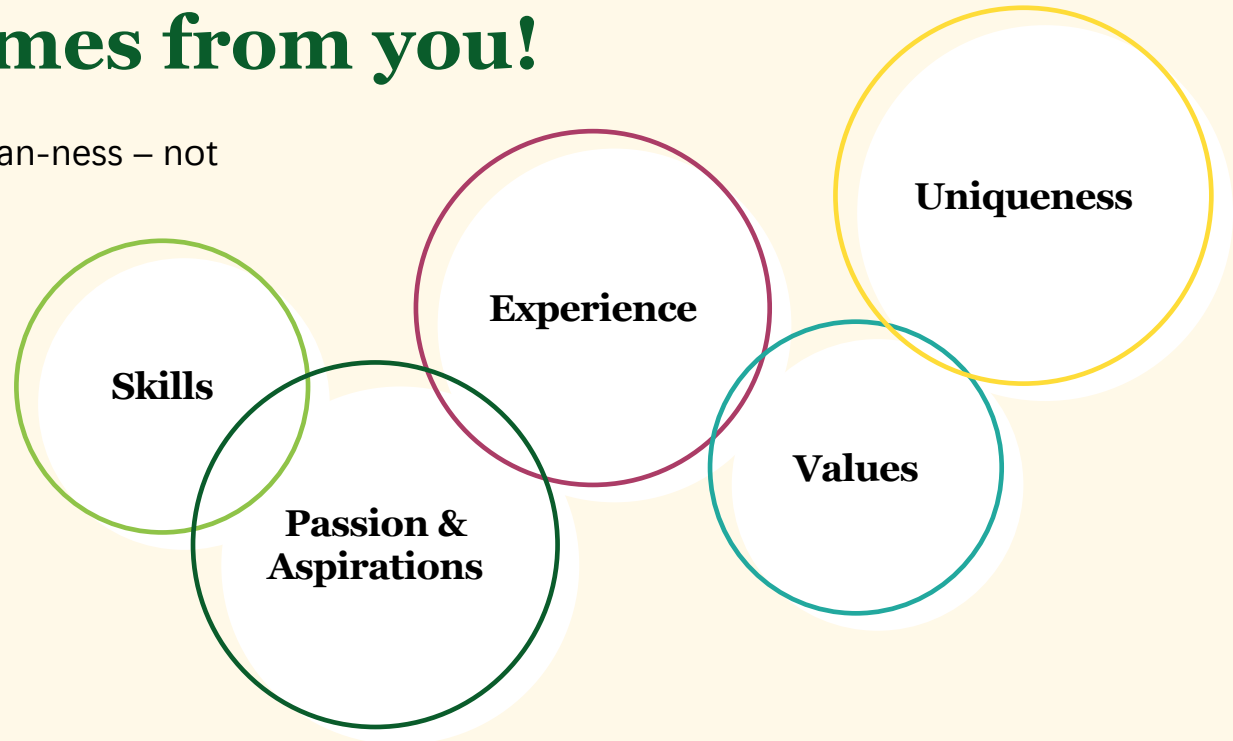 mes from you!
an-ness – not
Uniqueness
Experience
Skills
Values
Passion &
Aspirations